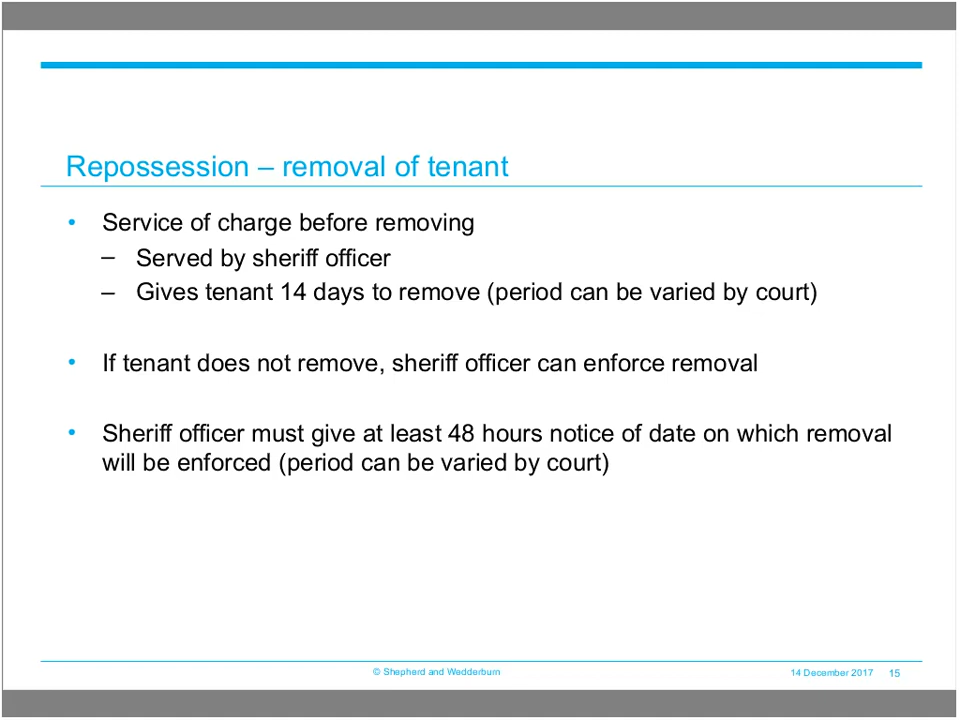 Repossession – removal of tenant
• Service of charge before removing
– Served by sheriff officer
– Gives tenant 14 days to remove (period can be varied by court)
• If tenant does not remove, sheriff officer can enforce removal
• Sheriff officer must give at least 48 hours notice of date on which removal
will be enforced (period can be varied by court)
© Shepherd and Wedderburn 14 December 2017 15